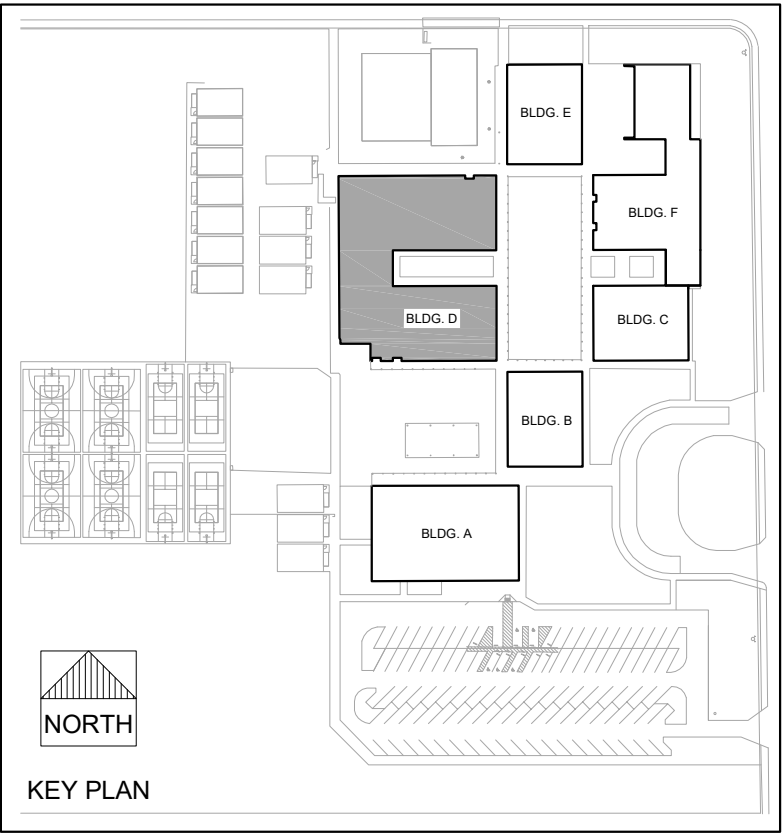 BLDG. E
BLDG. F
BLDG. D
BLDG. C
BLDG. B
BLDG. A
NORTH
KEY PLAN